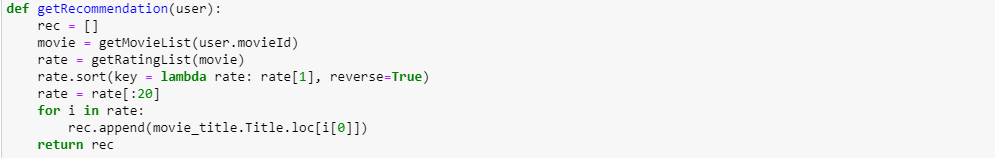 def getRecommendation(user):
    rec = []
    movie = getMovieList(user.movieId)
    rate = getRatingList(movie)
    rate.sort(key = lambda rate: rate[1], reverse=True)
    rate = rate[:20]
    for i in rate:
        rec.append(movie_title.Title.loc[i[0]])
    return rec